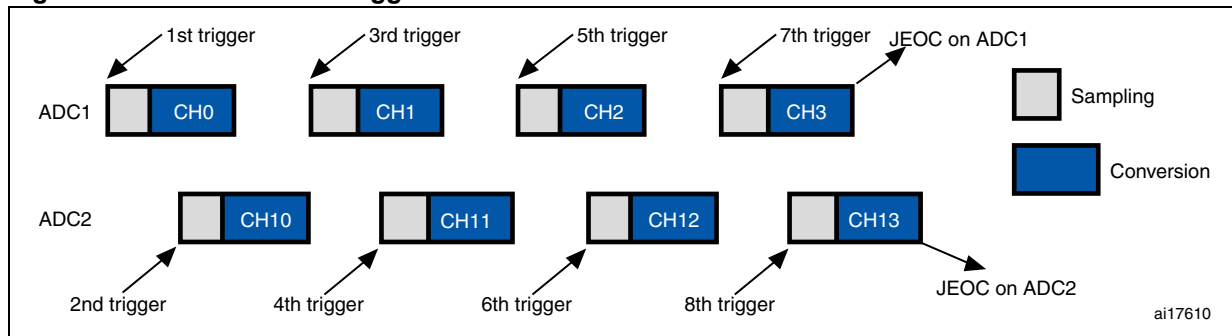 1st trigger
3rd trigger
5th trigger
7th trigger
JEOC on ADC1
ADC1
CH0
CH1
CH2
CH3
Sampling
Conversion
ADC2
CH10
CH11
CH12
CH13
2nd trigger
4th trigger
6th trigger
8th trigger
JEOC on ADC2
ai17610